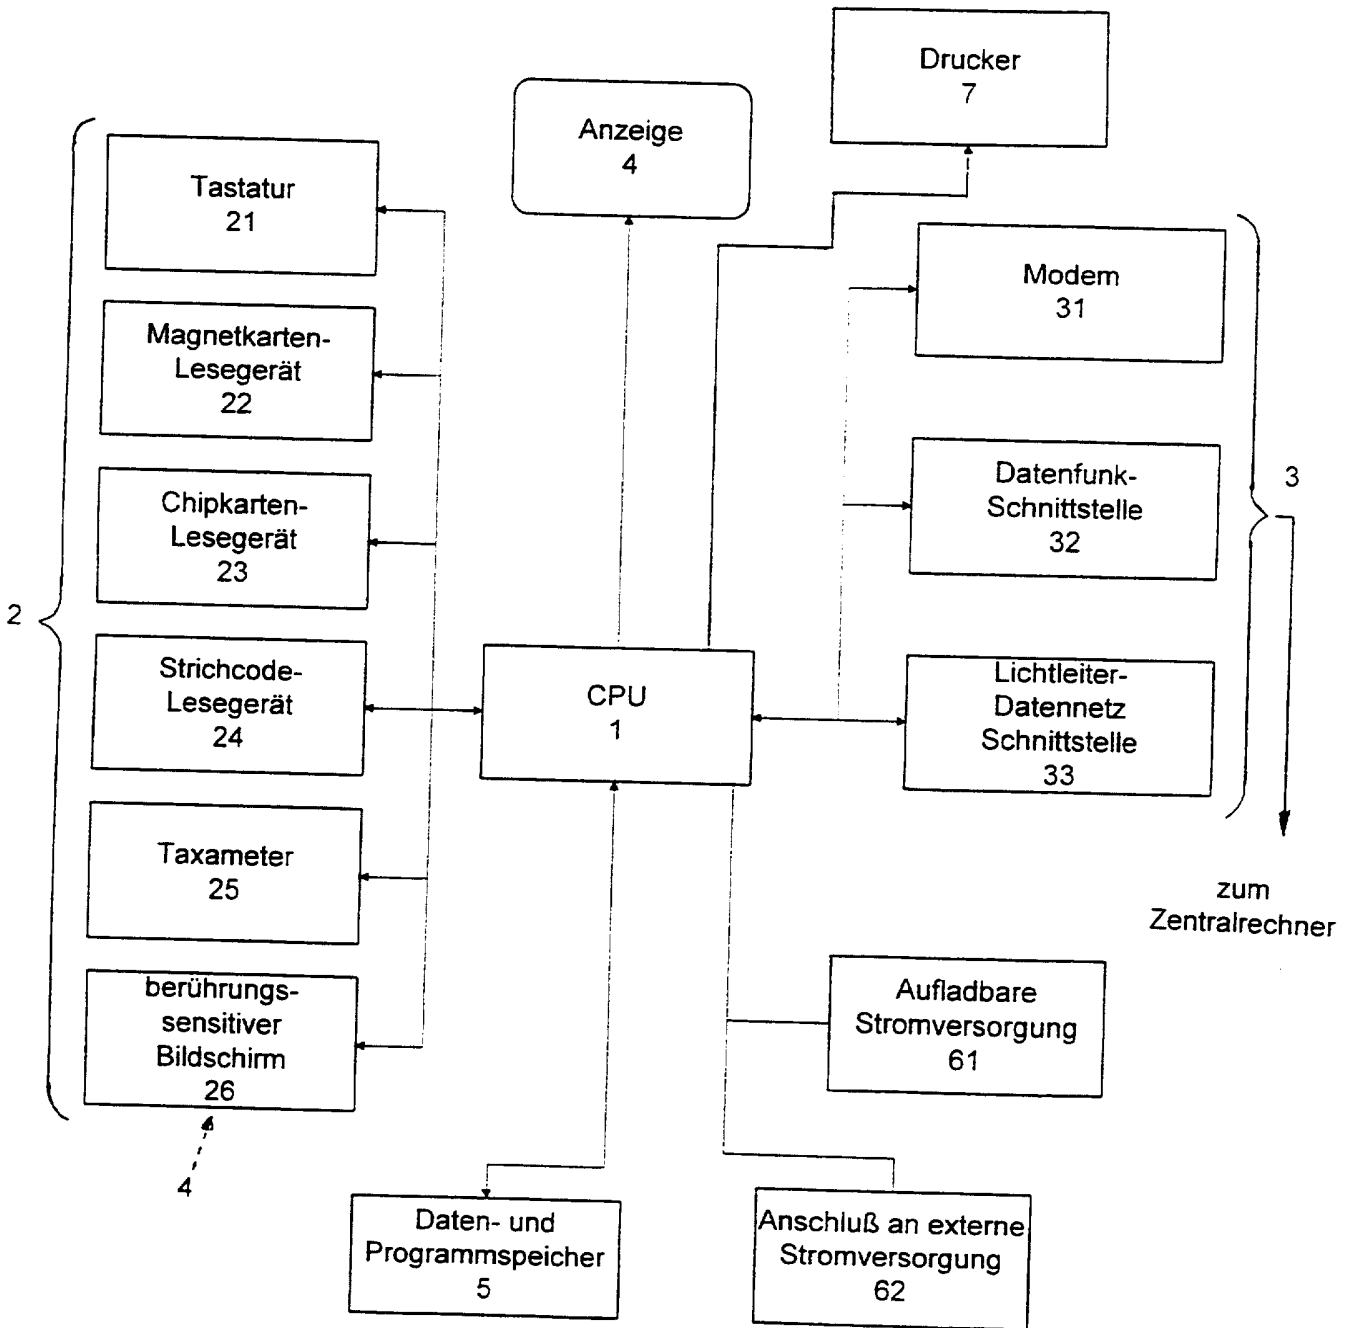 Drucker
7
Anzeige
4
2
Tastatur
21
Magnetkarten-
Lesegerät
22
Chipkarten-
Lesegerät
23
Strichcode-
Lesegerät
24
Taxameter
25
berührungs-
sensitiver
Bildschirm
26
4
CPU
1
Modem
31
Datenfunk-
Schnittstelle
32
Lichtleiter-
Datennetz
Schnittstelle
33
3
zum
Zentralrechner
Aufladbare
Stromversorgung
61
Daten- und
Programmspeicher
5
Anschluß an externe
Stromversorgung
62